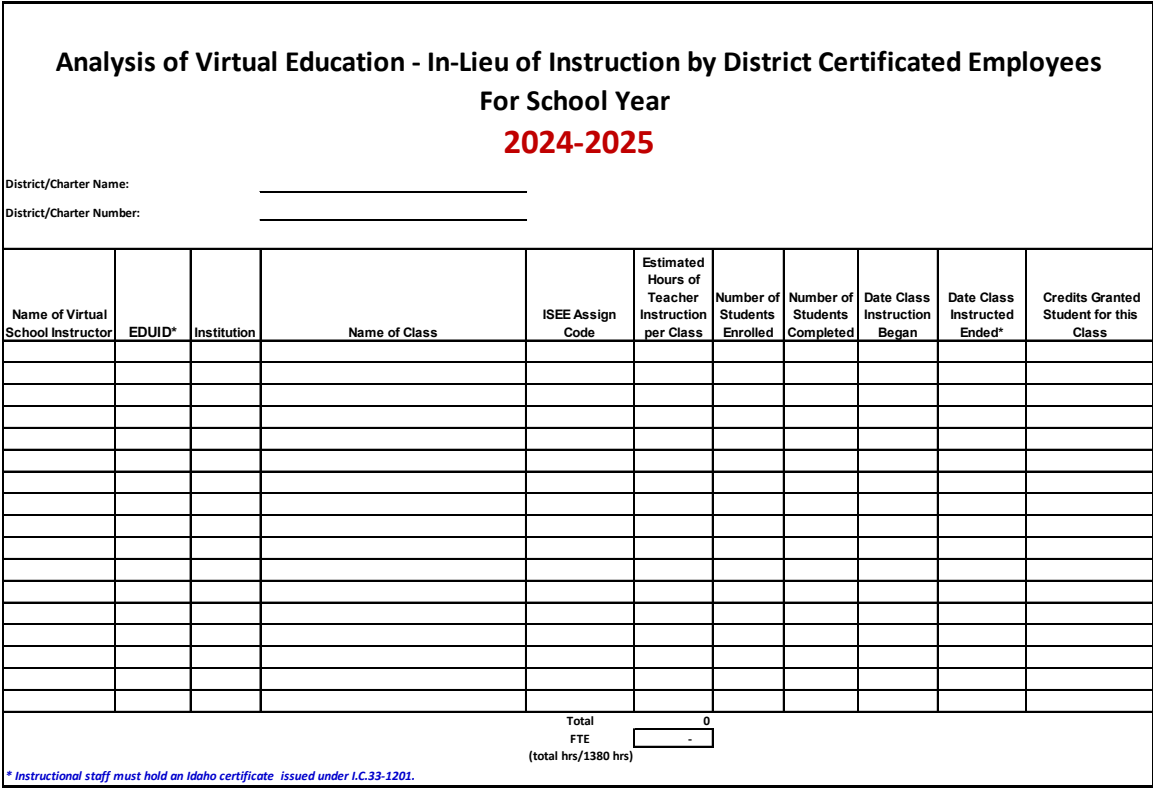 Analysis of Virtual Education - In-Lieu of Instruction by District Certificated Employees
For School Year
2024-2025
District/Charter Name:
District/Charter Number:
Name of Virtual School Instructor
EDUID*
Institution
Name of Class
ISEE Assign Code
Estimated Hours of Teacher Instruction per Class
Number of Students Enrolled
Number of Students Completed
Date Class Instruction Began
Date Class Instructed Ended*
Credits Granted Student for this Class
Total 0
FTE -
(total hrs/1380 hrs)
* Instructional staff must hold an Idaho certificate issued under I.C.33-1201.